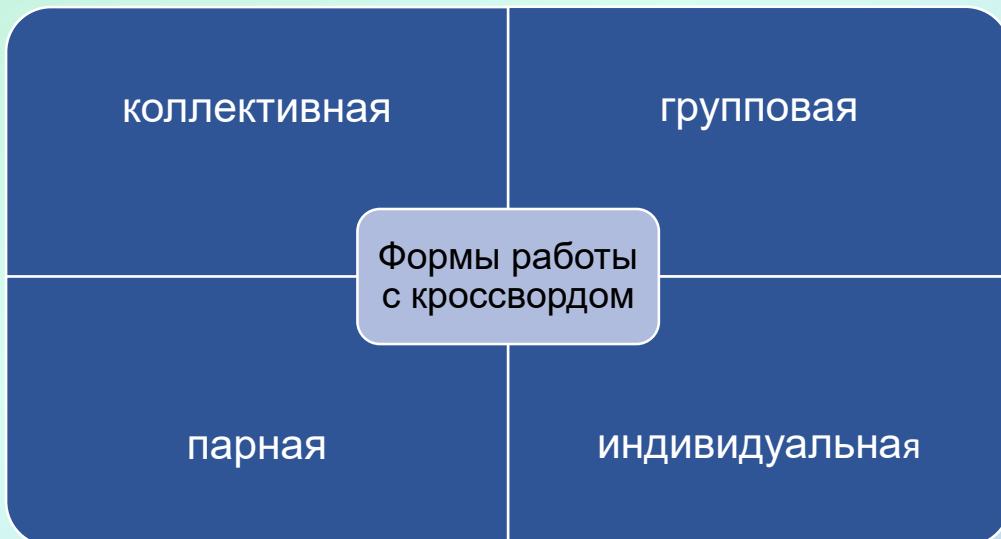 коллективная
групповая
Формы работы
с кроссвордом
парная
индивидуальная